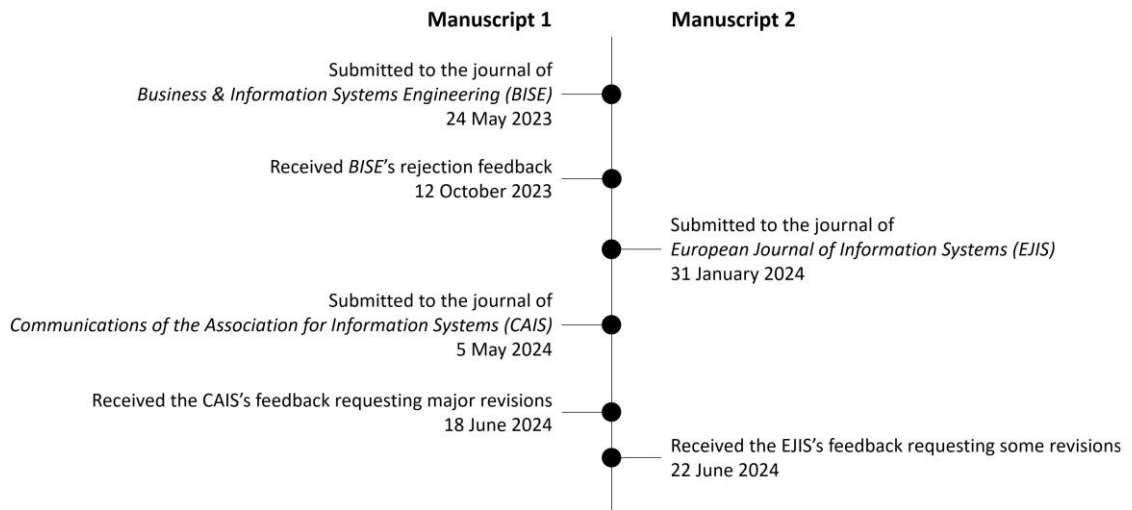 Manuscript 1
Manuscript 2
Submitted to the journal of
Business & Information Systems Engineering (BISE)
24 May 2023
Received BISE's rejection feedback
12 October 2023
Submitted to the journal of
European Journal of Information Systems (EJIS)
31 January 2024
Submitted to the journal of
Communications of the Association for Information Systems (CAIS)
5 May 2024
Received the CAIS's feedback requesting major revisions
18 June 2024
Received the EJIS's feedback requesting some revisions
22 June 2024